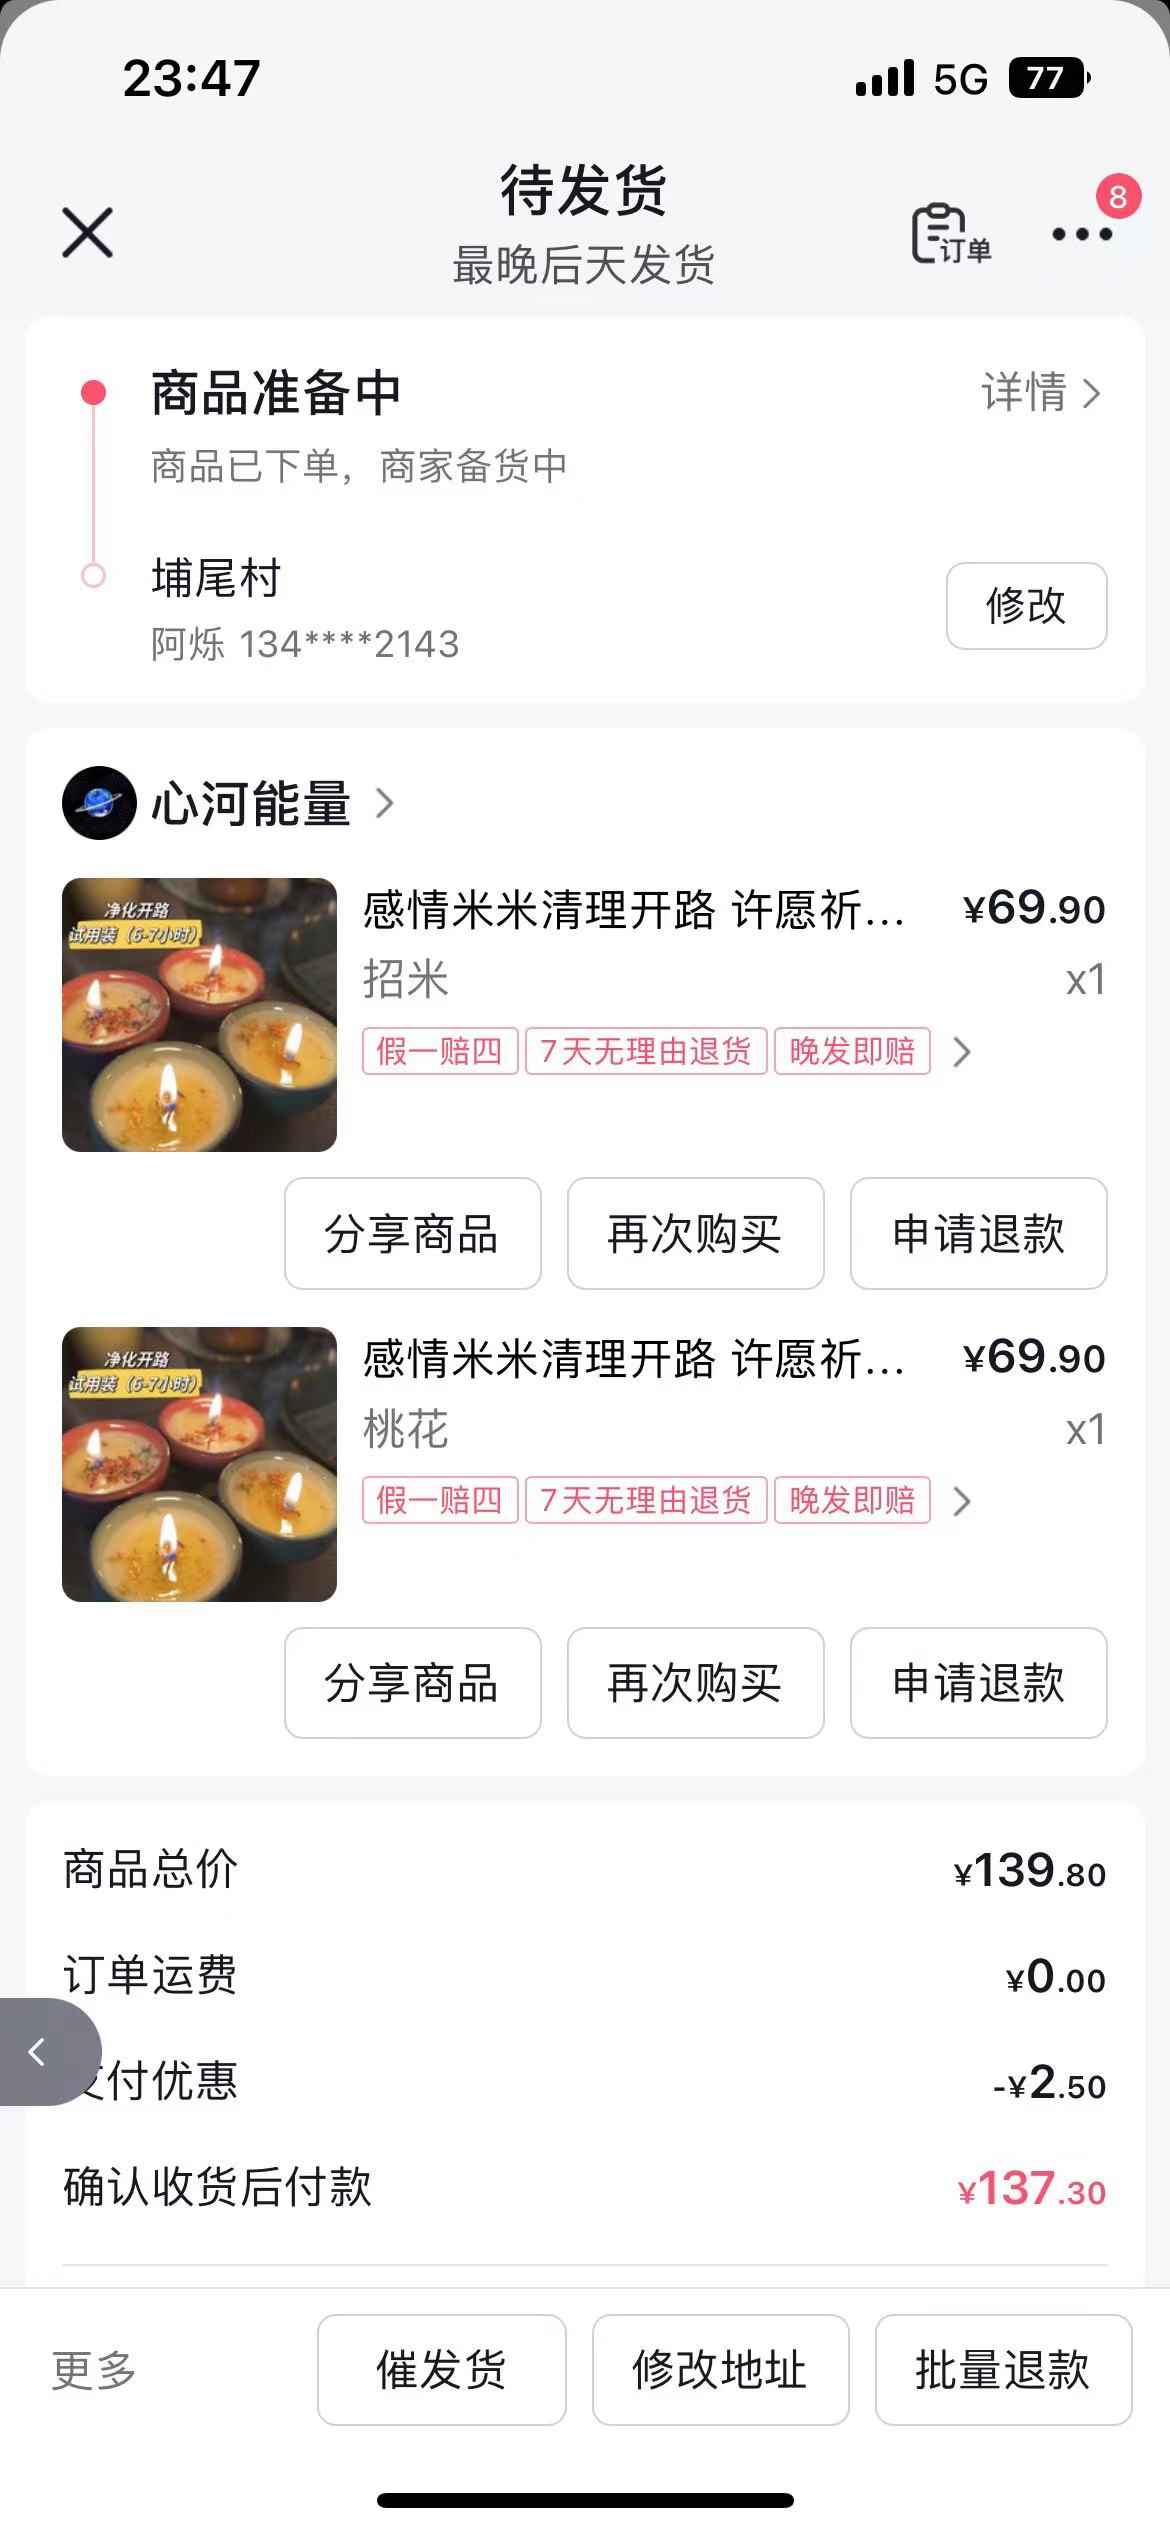 23:47
5G 77
待发货
8
最晚后天发货
订单
商品准备中
详情
商品已下单，商家备货中
埔尾村
修改
阿烁 134****2143
心河能量
净化开路
试用装（6-7小时）
感情米米清理开路 许愿祈... ¥69.90
招米 x1
假一赔四 7天无理由退货 晚发即赔
分享商品 再次购买 申请退款
净化开路
试用装（6-7小时）
感情米米清理开路 许愿祈... ¥69.90
桃花 x1
假一赔四 7天无理由退货 晚发即赔
分享商品 再次购买 申请退款
商品总价 ¥139.80
订单运费 ¥0.00
支付优惠 -¥2.50
确认收货后付款 ¥137.30
更多 催发货 修改地址 批量退款